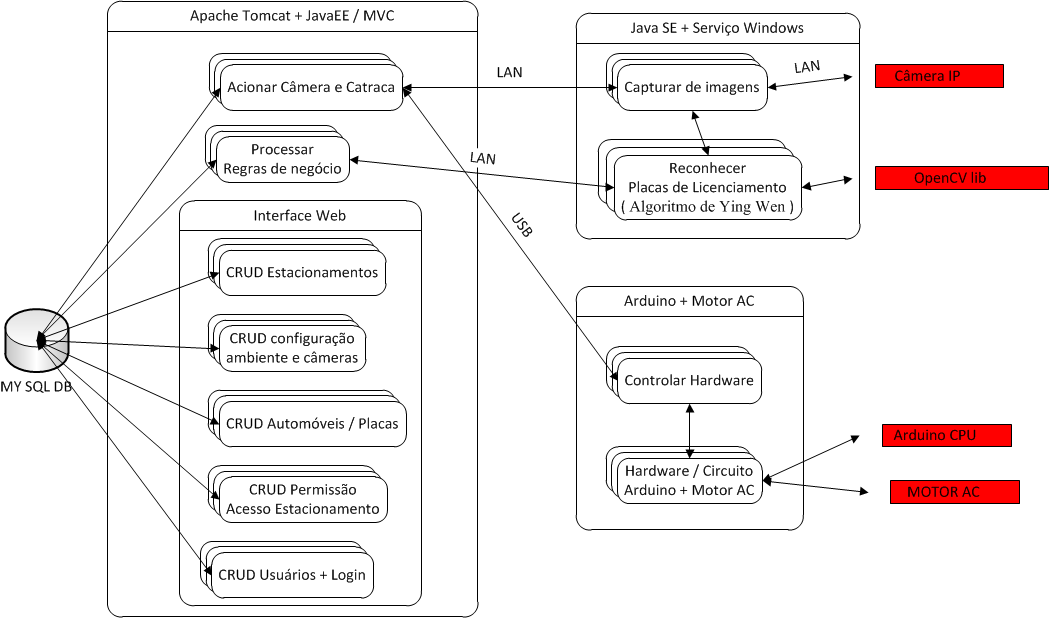 Apache Tomcat + JavaEE / MVC
Acionar Câmera e Catraca
Processar
Regras de negócio
Interface Web
CRUD Estacionamentos
CRUD configuração
ambiente e câmeras
CRUD Automóveis / Placas
CRUD Permissão
Acesso Estacionamento
CRUD Usuários + Login
MY SQL DB
LAN
LAN
USB
Java SE + Serviço Windows
Capturar de imagens
LAN
Reconhecer
Placas de Licenciamento
( Algoritmo de Ying Wen )
Câmera IP
OpenCV lib
Arduino + Motor AC
Controlar Hardware
Hardware / Circuito
Arduino + Motor AC
Arduino CPU
MOTOR AC